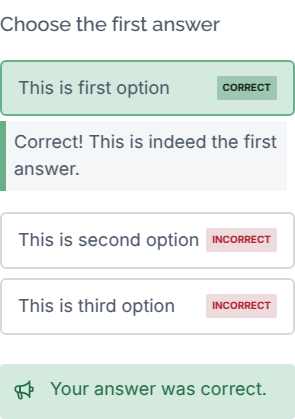 Choose the first answer
This is first option CORRECT
Correct! This is indeed the first
answer.
This is second option INCORRECT
This is third option INCORRECT
Your answer was correct.